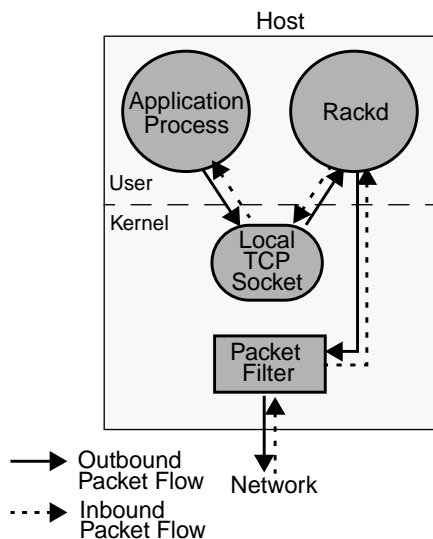 Host
Application
Process
Rackd
User
Kernel
Local
TCP
Socket
Packet
Filter
Outbound
Packet Flow
Network
Inbound
Packet Flow